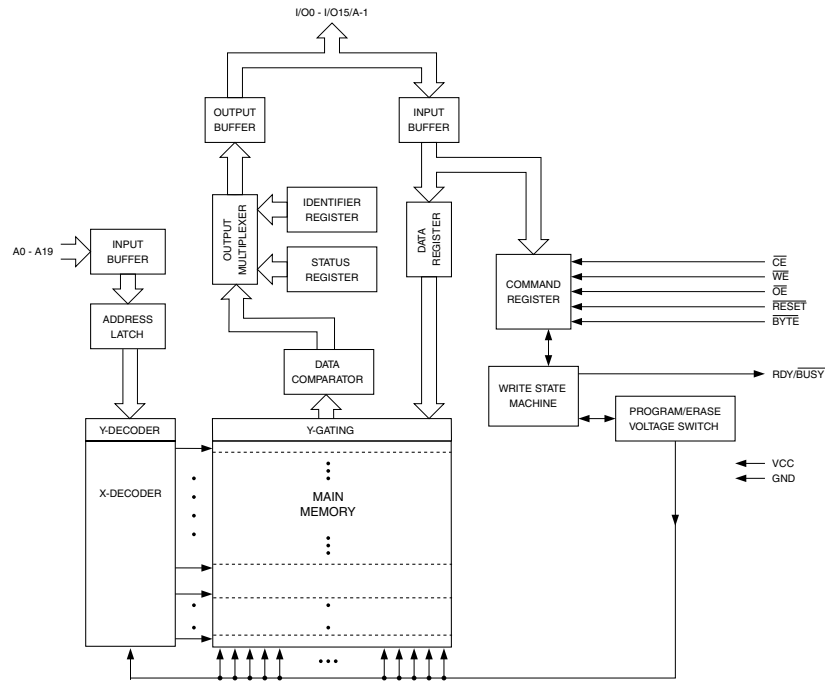 I/O0 - I/O15/A-1
OUTPUT
BUFFER
INPUT
BUFFER
IDENTIFIER
REGISTER
OUTPUT
MULTIPLEXER
DATA
REGISTER
A0 - A19
INPUT
BUFFER
STATUS
REGISTER
COMMAND
REGISTER
CE
WE
OE
RESET
BYTE
ADDRESS
LATCH
DATA
COMPARATOR
WRITE STATE
MACHINE
RDY/BUSY
PROGRAM/ERASE
VOLTAGE SWITCH
Y-DECODER
Y-GATING
VCC
GND
X-DECODER
MAIN
MEMORY